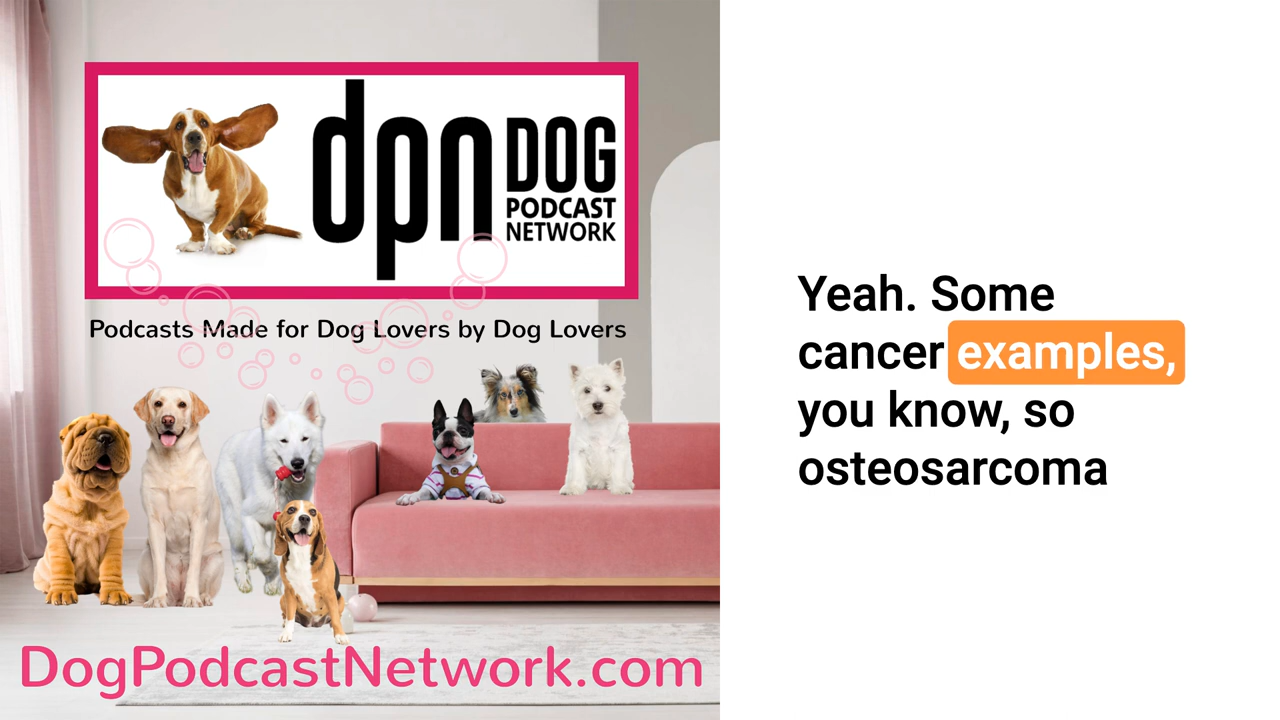 dpn DOG
PODCAST
NETWORK
Podcasts Made for Dog Lovers by Dog Lovers
DogPodcastNetwork.com
Yeah. Some
cancer examples,
you know, so
osteosarcoma